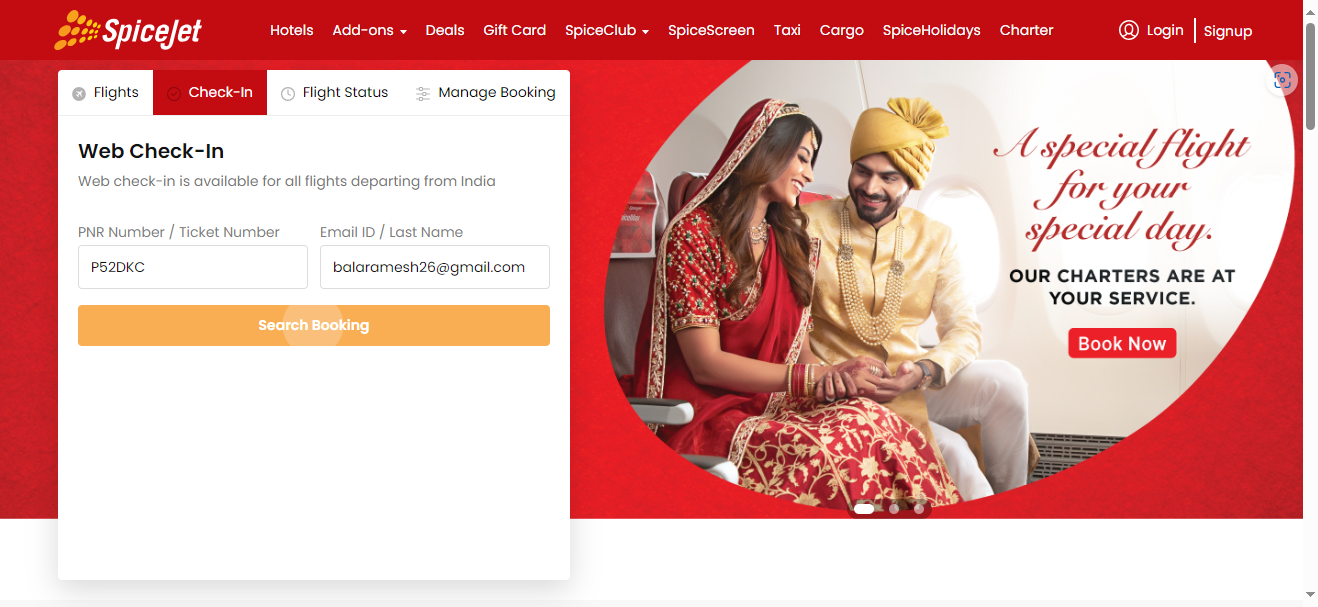 SpiceJet
Hotels Add-ons Deals Gift Card SpiceClub SpiceScreen Taxi Cargo SpiceHolidays Charter Login Signup
Flights Check-In Flight Status Manage Booking
Web Check-In
Web check-in is available for all flights departing from India
PNR Number / Ticket Number Email ID / Last Name
P52DKC balaramesh26@gmail.com
Search Booking
A special flight
for your
special day.
OUR CHARTERS ARE AT
YOUR SERVICE.
Book Now